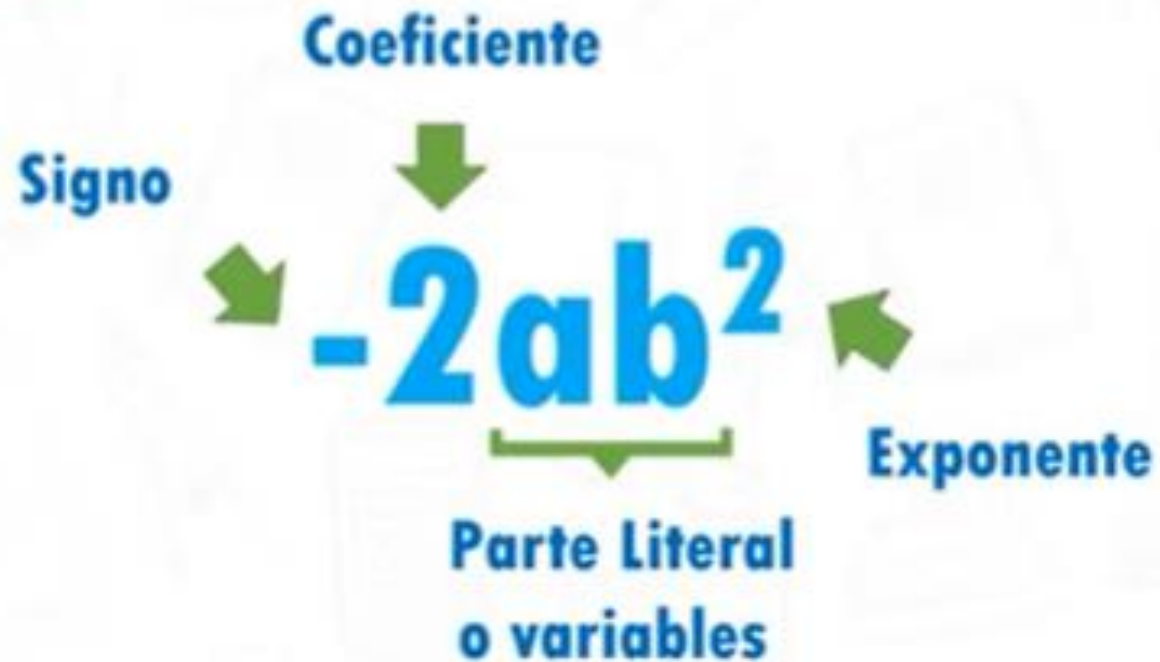 Coeficiente
Signo
-2ab²
Exponente
Parte Literal
o variables